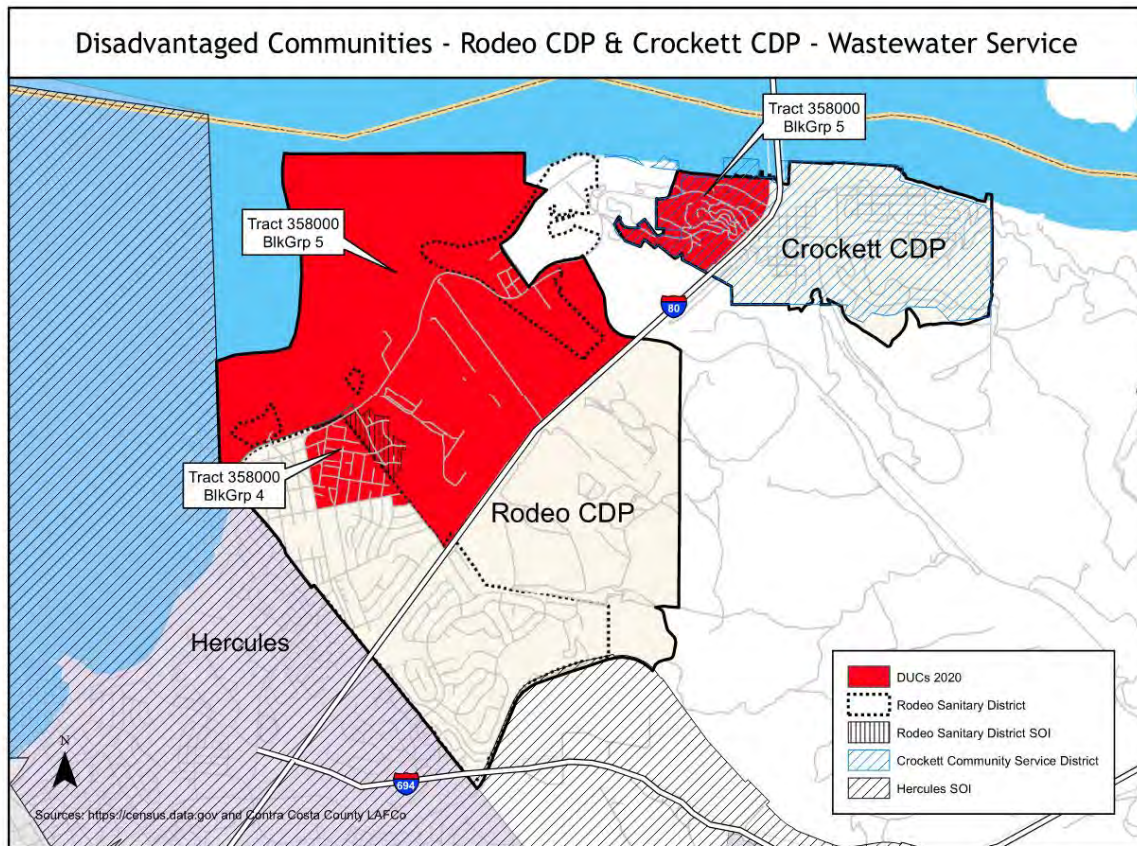 Disadvantaged Communities - Rodeo CDP & Crockett CDP - Wastewater Service
Tract 358000
BlkGrp 5
Tract 358000
BlkGrp 5
Crockett CDP
80
Tract 358000
BlkGrp 4
Rodeo CDP
Hercules
N
694
Sources: https://census.data.gov and Contra Costa County LAFCo
DUCs 2020
Rodeo Sanitary District
Rodeo Sanitary District SOI
Crockett Community Service District
Hercules SOI